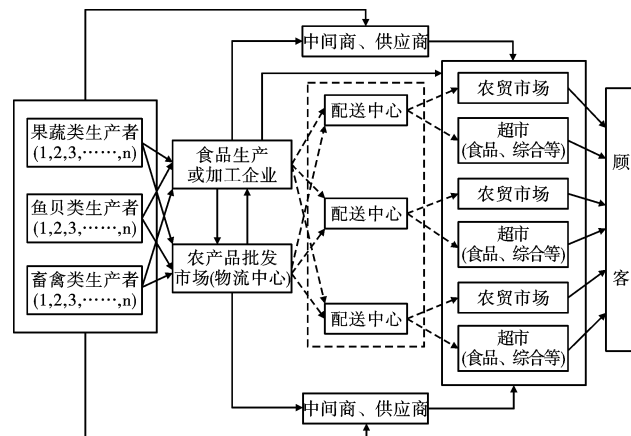 中间商、供应商
果蔬类生产者
(1,2,3,……,n)
鱼贝类生产者
(1,2,3,……,n)
畜禽类生产者
(1,2,3,……,n)
食品生产
或加工企业
农产品批发
市场(物流中心)
配送中心
配送中心
配送中心
农贸市场
超市
(食品、综合等)
农贸市场
超市
(食品、综合等)
农贸市场
超市
(食品、综合等)
顾
客
中间商、供应商